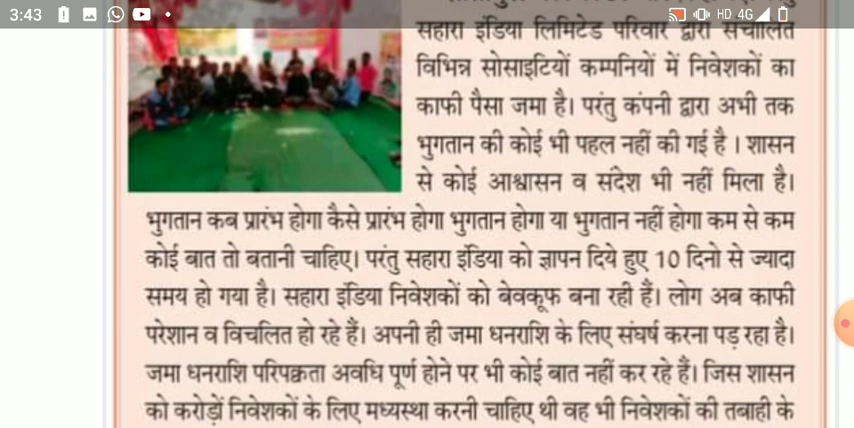 3:43
HD 4G
सहारा इंडिया लिमिटेड परिवार द्वारा संचालित
विभिन्न सोसाइटियों कम्पनियों में निवेशकों का
काफी पैसा जमा है। परंतु कंपनी द्वारा अभी तक
भुगतान की कोई भी पहल नहीं की गई है । शासन
से कोई आश्वासन व संदेश भी नहीं मिला है।
भुगतान कब प्रारंभ होगा कैसे प्रारंभ होगा भुगतान होगा या भुगतान नहीं होगा कम से कम
कोई बात तो बतानी चाहिए। परंतु सहारा इंडिया को ज्ञापन दिये हुए 10 दिनो से ज्यादा
समय हो गया है। सहारा इंडिया निवेशकों को बेवकूफ बना रही हैं। लोग अब काफी
परेशान व विचलित हो रहे हैं। अपनी ही जमा धनराशि के लिए संघर्ष करना पड़ रहा है।
जमा धनराशि परिपक्वता अवधि पूर्ण होने पर भी कोई बात नहीं कर रहे हैं। जिस शासन
को करोड़ों निवेशकों के लिए मध्यस्था करनी चाहिए थी वह भी निवेशकों की तबाही के